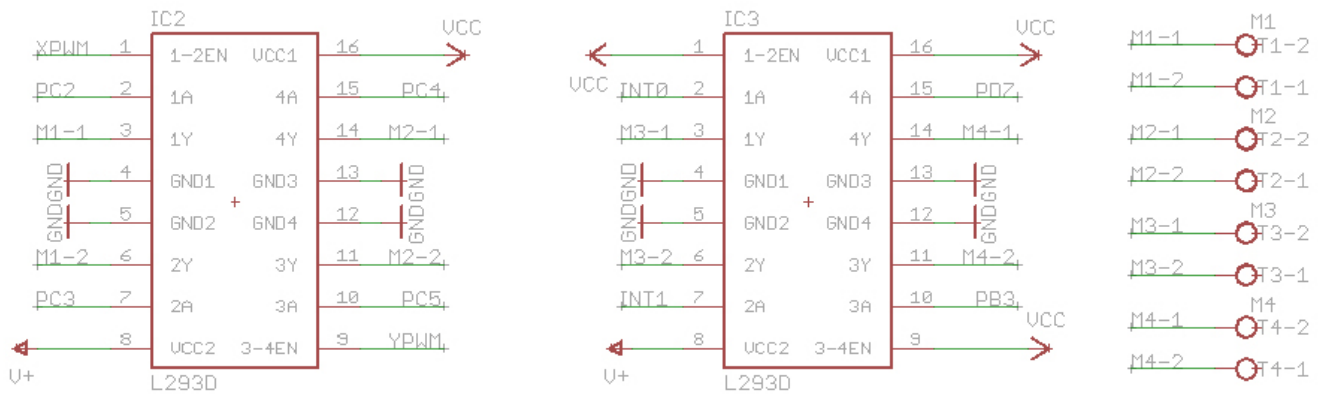 IC2
VCC
XPWM 1 1-2EN VCC1 16
PC2 2 1A 4A 15 PC4
M1-1 3 1Y 4Y 14 M2-1
GND 4 GND1 GND3 13 GND
GND 5 GND2 GND4 12 GND
M1-2 6 2Y 3Y 11 M2-2
PC3 7 2A 3A 10 PC5
8 VCC2 3-4EN 9 YPWM
V+
L293D
IC3
VCC
1 1-2EN VCC1 16
VCC
INT0 2 1A 4A 15 PD7
M3-1 3 1Y 4Y 14 M4-1
GND 4 GND1 GND3 13 GND
GND 5 GND2 GND4 12 GND
M3-2 6 2Y 3Y 11 M4-2
INT1 7 2A 3A 10 PB3
VCC
8 VCC2 3-4EN 9
V+
L293D
M1
M1-1 T1-2
M1-2 T1-1
M2
M2-1 T2-2
M2-2 T2-1
M3
M3-1 T3-2
M3-2 T3-1
M4
M4-1 T4-2
M4-2 T4-1